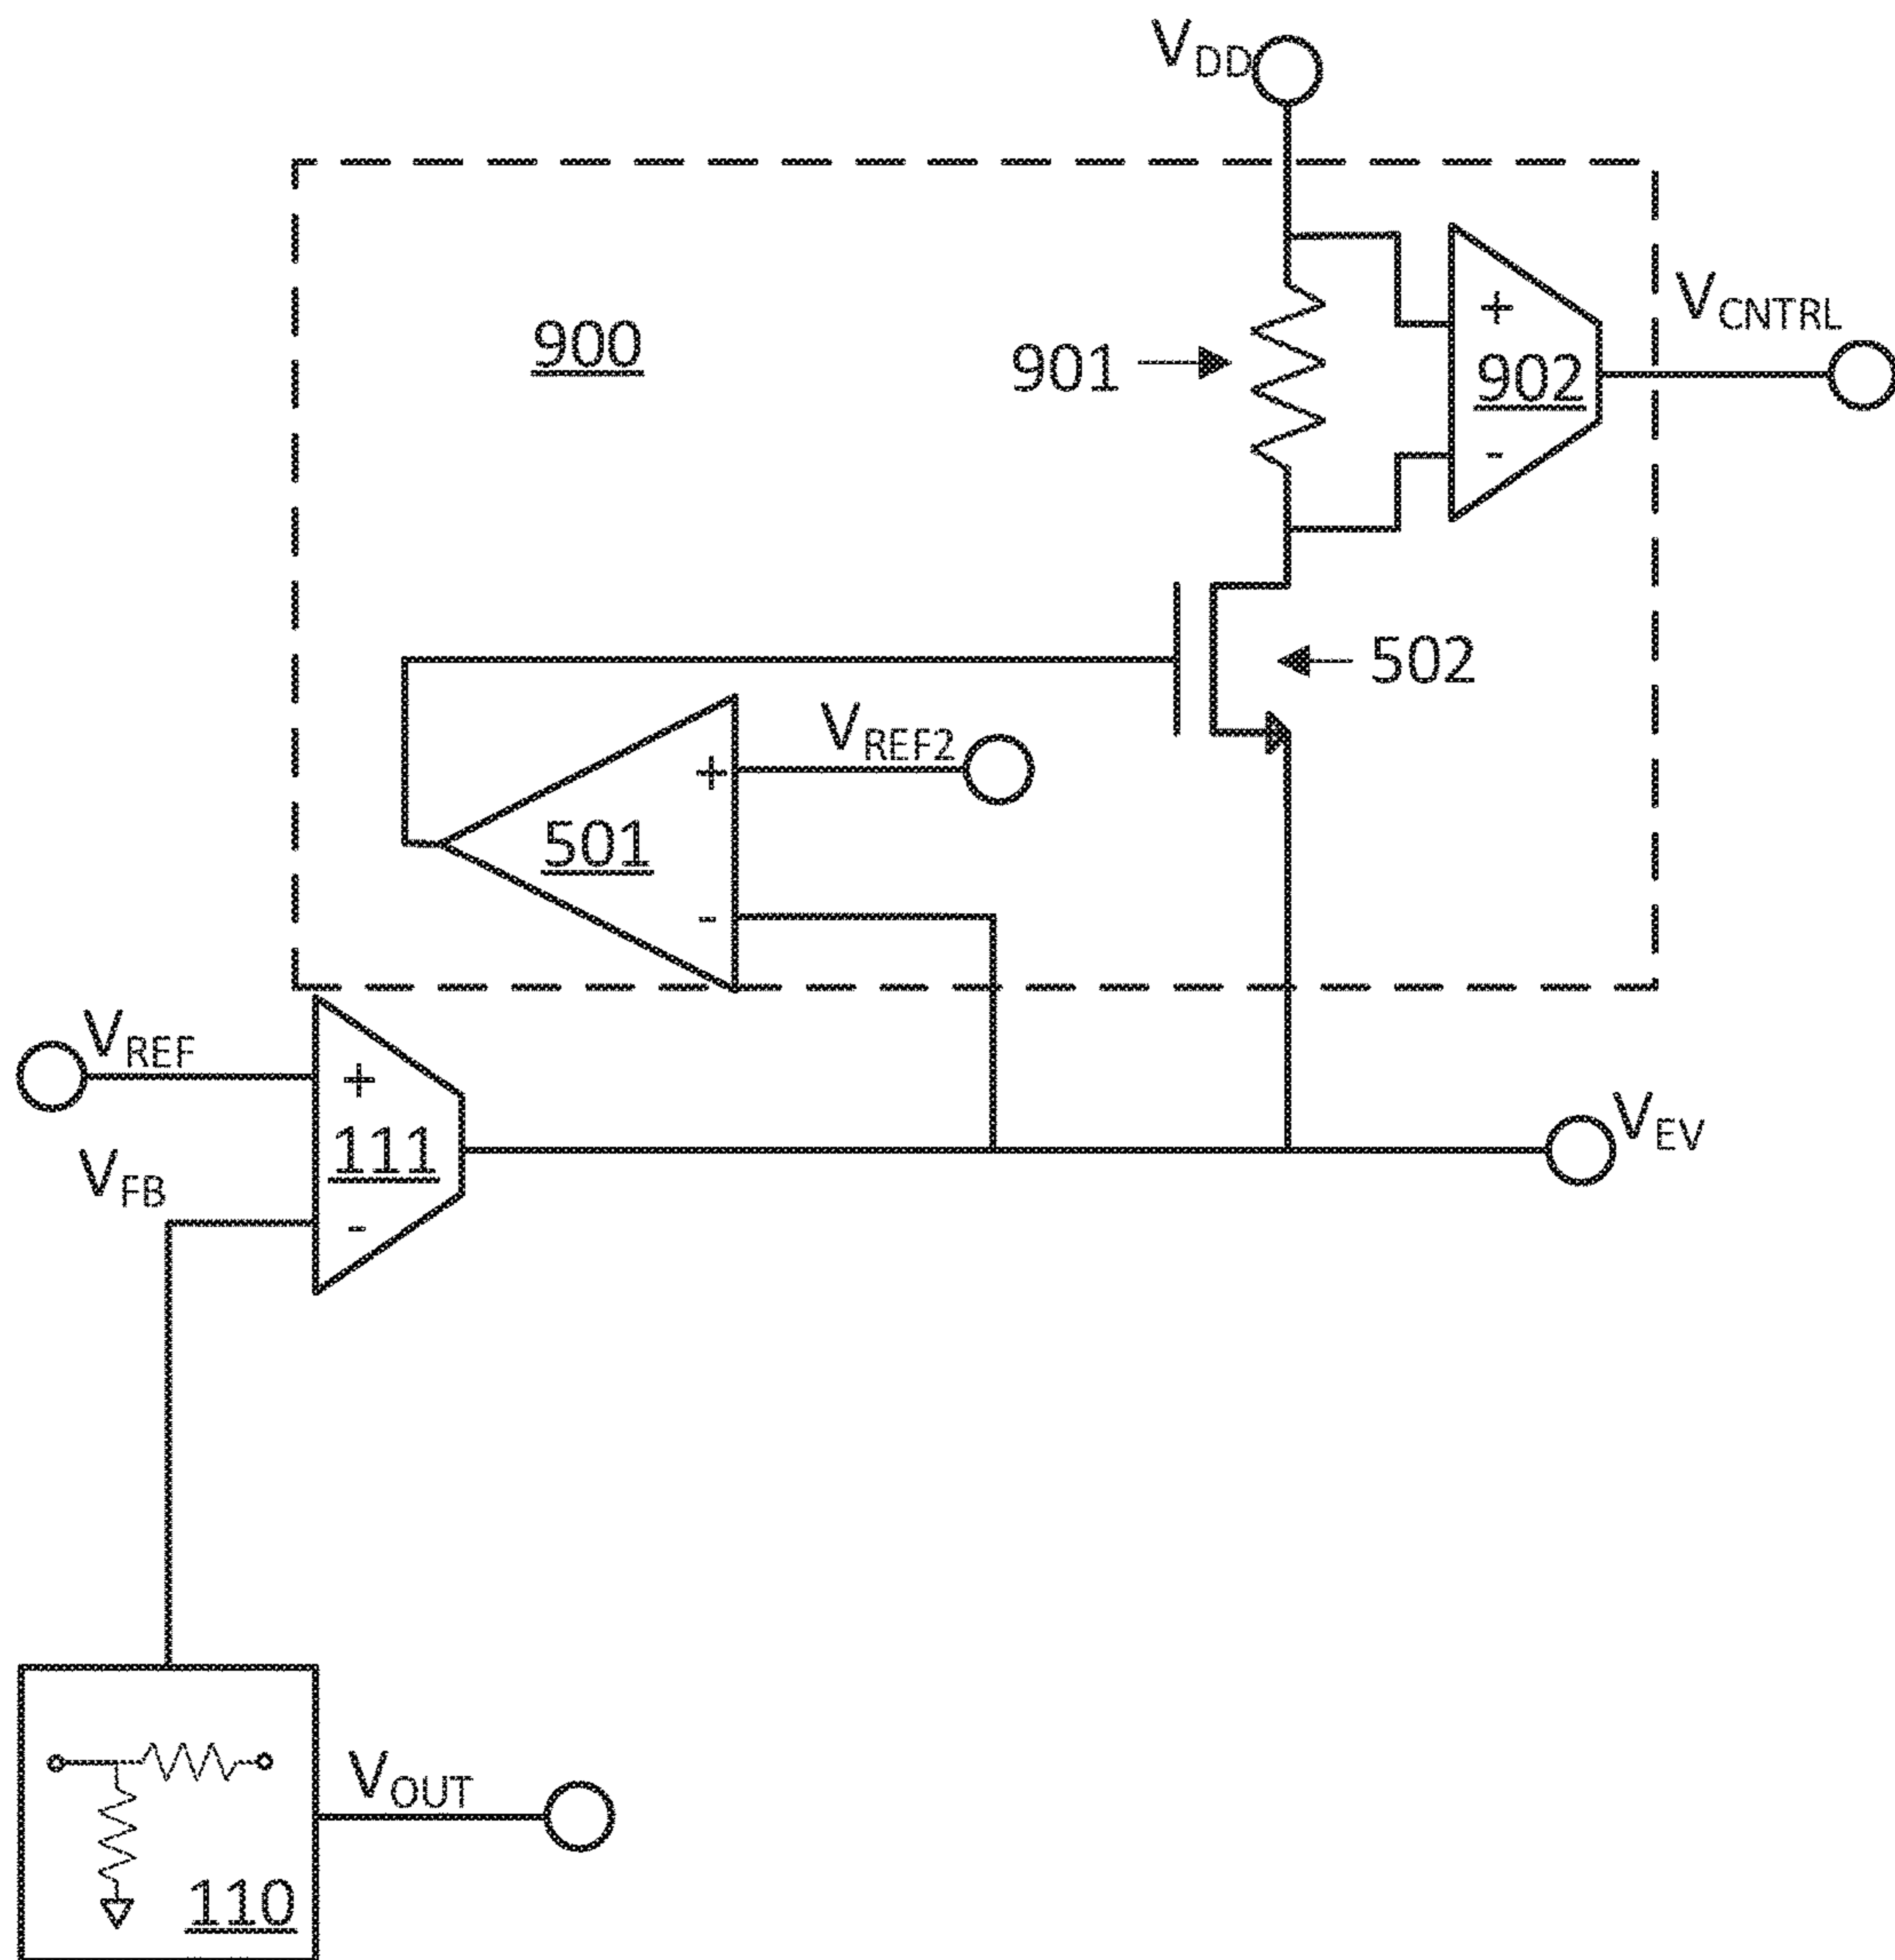 VDD
900
901
+
902
-
VCNTRL
502
VREF2
+
501
-
VREF
+
111
-
VFB
VEV
VOUT
110